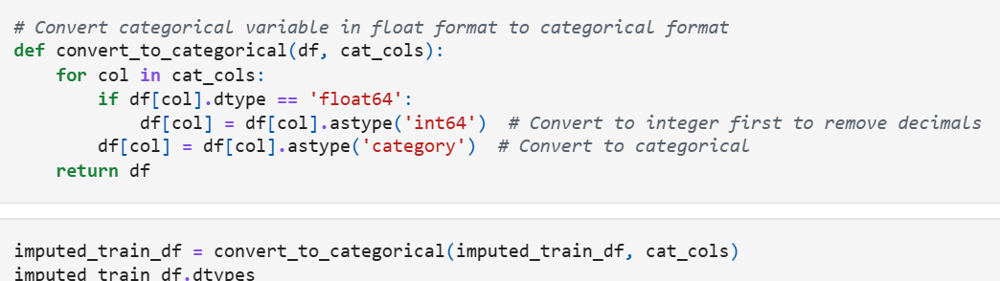 # Convert categorical variable in float format to categorical format
def convert_to_categorical(df, cat_cols):
    for col in cat_cols:
        if df[col].dtype == 'float64':
            df[col] = df[col].astype('int64')  # Convert to integer first to remove decimals
        df[col] = df[col].astype('category')  # Convert to categorical
    return df
imputed_train_df = convert_to_categorical(imputed_train_df, cat_cols)
imputed_train_df.dtypes